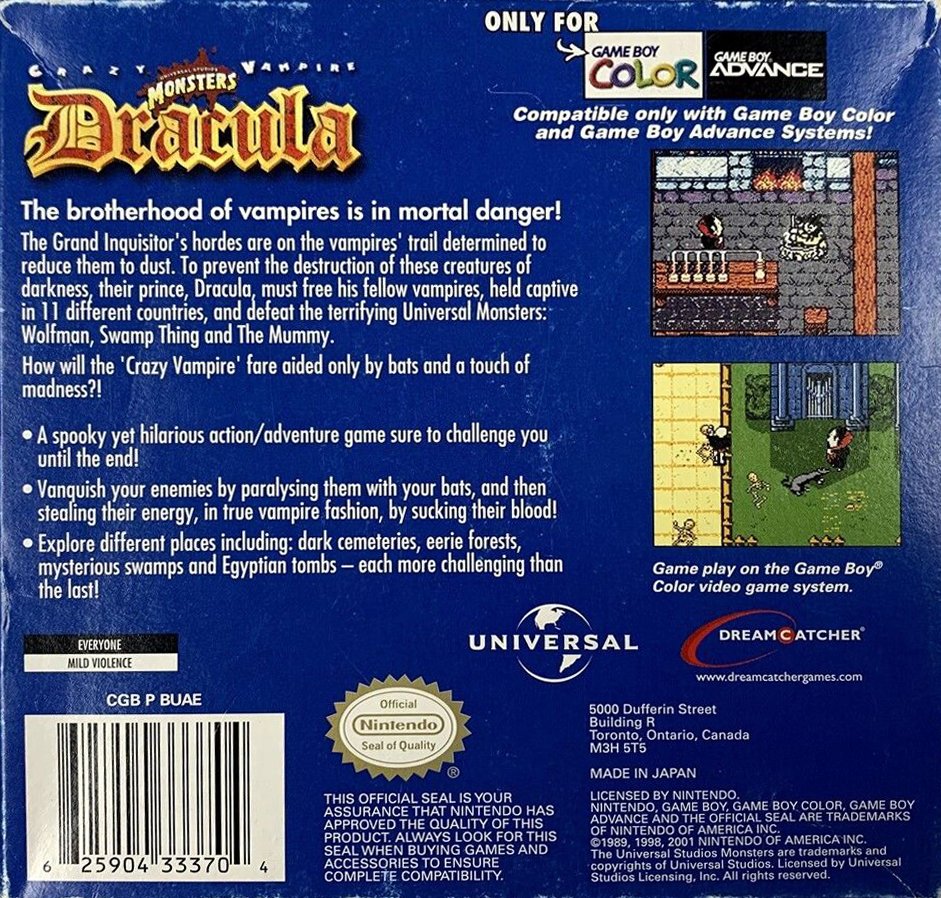 ONLY FOR
GAME BOY
COLOR
GAME BOY
ADVANCE
CRAZY VAMPIRE
UNIVERSAL STUDIOS
MONSTERS
Dracula
Compatible only with Game Boy Color
and Game Boy Advance Systems!
The brotherhood of vampires is in mortal danger!
The Grand Inquisitor's hordes are on the vampires' trail determined to
reduce them to dust. To prevent the destruction of these creatures of
darkness, their prince, Dracula, must free his fellow vampires, held captive
in 11 different countries, and defeat the terrifying Universal Monsters:
Wolfman, Swamp Thing and The Mummy.
How will the 'Crazy Vampire' fare aided only by bats and a touch of
madness?!
• A spooky yet hilarious action/adventure game sure to challenge you
until the end!
• Vanquish your enemies by paralysing them with your bats, and then
stealing their energy, in true vampire fashion, by sucking their blood!
• Explore different places including: dark cemeteries, eerie forests,
mysterious swamps and Egyptian tombs – each more challenging than
the last!
Game play on the Game Boy®
Color video game system.
EVERYONE
MILD VIOLENCE
UNIVERSAL
DREAMCATCHER®
www.dreamcatchergames.com
CGB P BUAE
6 25904 33370 4
Official
Nintendo
Seal of Quality
®
THIS OFFICIAL SEAL IS YOUR
ASSURANCE THAT NINTENDO HAS
APPROVED THE QUALITY OF THIS
PRODUCT. ALWAYS LOOK FOR THIS
SEAL WHEN BUYING GAMES AND
ACCESSORIES TO ENSURE
COMPLETE COMPATIBILITY.
5000 Dufferin Street
Building R
Toronto, Ontario, Canada
M3H 5T5
MADE IN JAPAN
LICENSED BY NINTENDO.
NINTENDO, GAME BOY, GAME BOY COLOR, GAME BOY
ADVANCE AND THE OFFICIAL SEAL ARE TRADEMARKS
OF NINTENDO OF AMERICA INC.
©1989, 1998, 2001 NINTENDO OF AMERICA INC.
The Universal Studios Monsters are trademarks and
copyrights of Universal Studios. Licensed by Universal
Studios Licensing, Inc. All rights reserved.